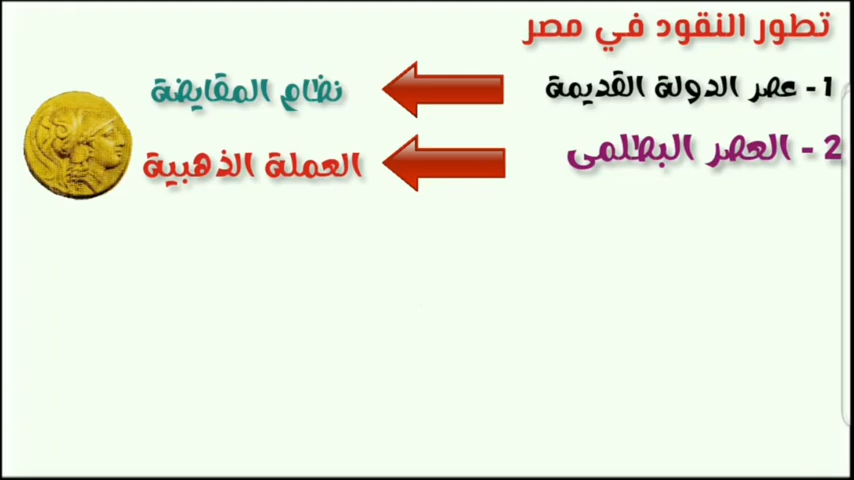 تطور النقود في مصر
1- عصر الدولة القديمة
نظام المقايضة
2 - العصر البطلمى
العملة الذهبية